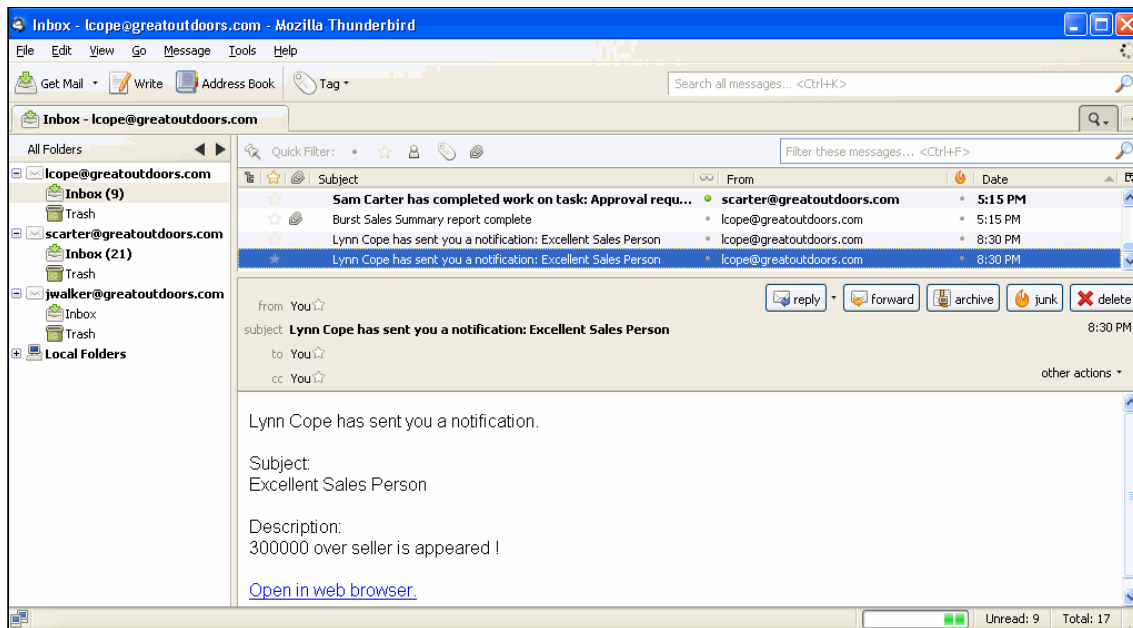 Inbox - lcope@greatoutdoors.com - Mozilla Thunderbird
File Edit View Go Message Tools Help
Get Mail Write Address Book Tag Search all messages... <Ctrl+K>
Inbox - lcope@greatoutdoors.com
All Folders
Quick Filter: Filter these messages... <Ctrl+F>
Subject From Date
lcope@greatoutdoors.com
Inbox (9)
Trash
scarter@greatoutdoors.com
Inbox (21)
Trash
jwalker@greatoutdoors.com
Inbox
Trash
Local Folders
Sam Carter has completed work on task: Approval requ... scarter@greatoutdoors.com 5:15 PM
Burst Sales Summary report complete lcope@greatoutdoors.com 5:15 PM
Lynn Cope has sent you a notification: Excellent Sales Person lcope@greatoutdoors.com 8:30 PM
Lynn Cope has sent you a notification: Excellent Sales Person lcope@greatoutdoors.com 8:30 PM
from You reply forward archive junk delete
subject Lynn Cope has sent you a notification: Excellent Sales Person 8:30 PM
to You
cc You other actions
Lynn Cope has sent you a notification.
Subject:
Excellent Sales Person
Description:
300000 over seller is appeared !
Open in web browser.
Unread: 9 Total: 17